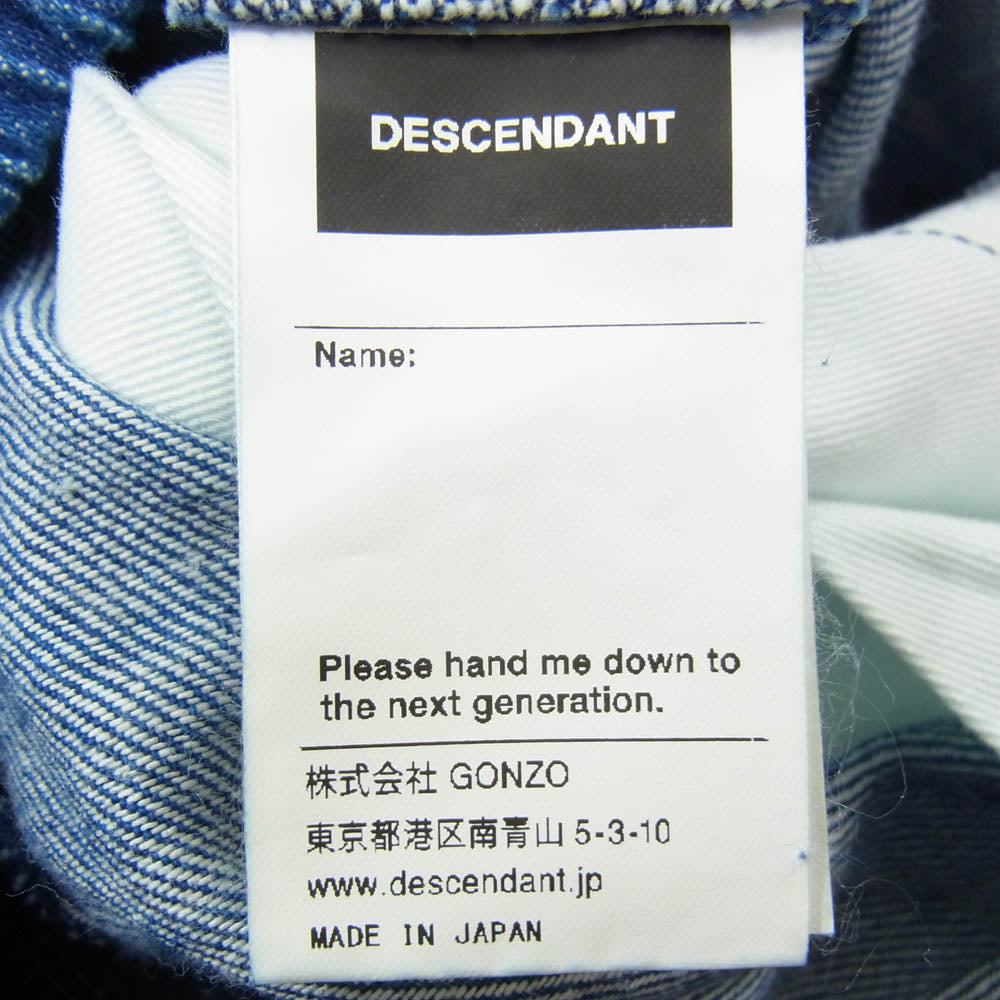 DESCENDANT
Name:
Please hand me down to
the next generation.
株式会社 GONZO
東京都港区南青山 5-3-10
www.descendant.jp
MADE IN JAPAN